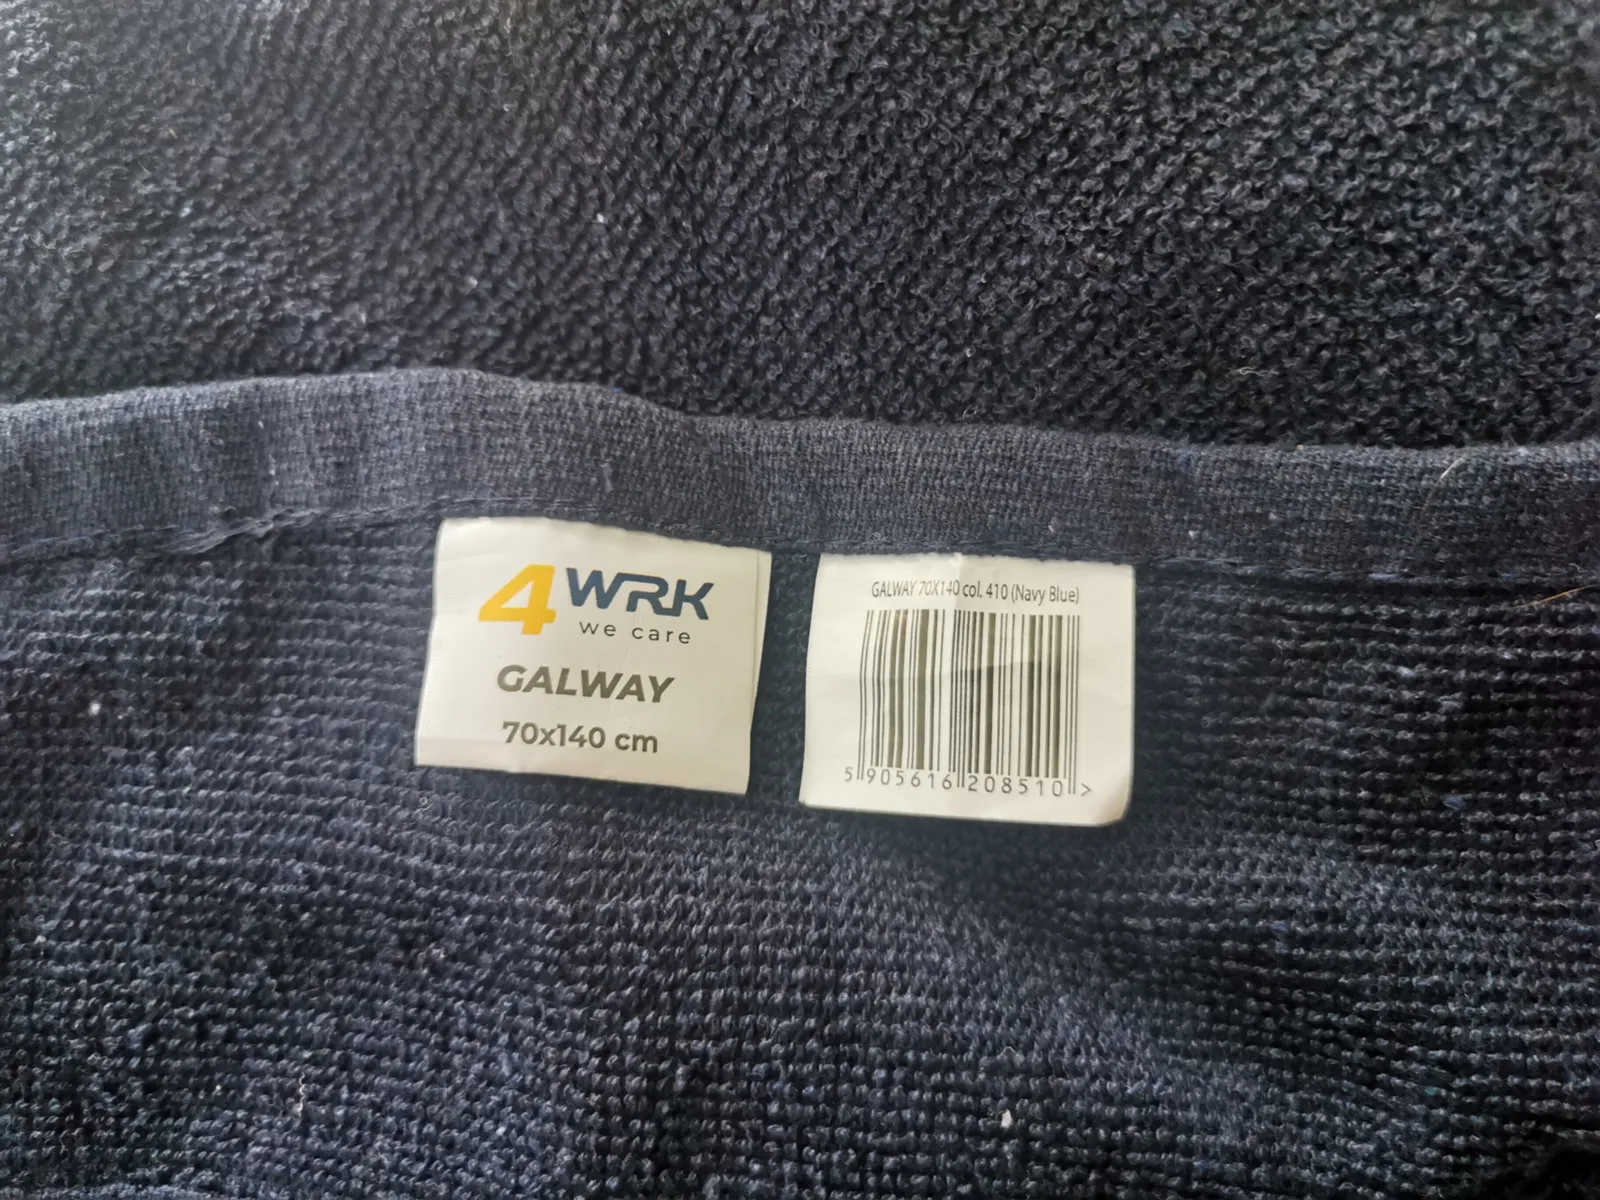 4WRK
we care
GALWAY
70x140 cm
GALWAY 70X140 col. 410 (Navy Blue)
5 905616 208510 >